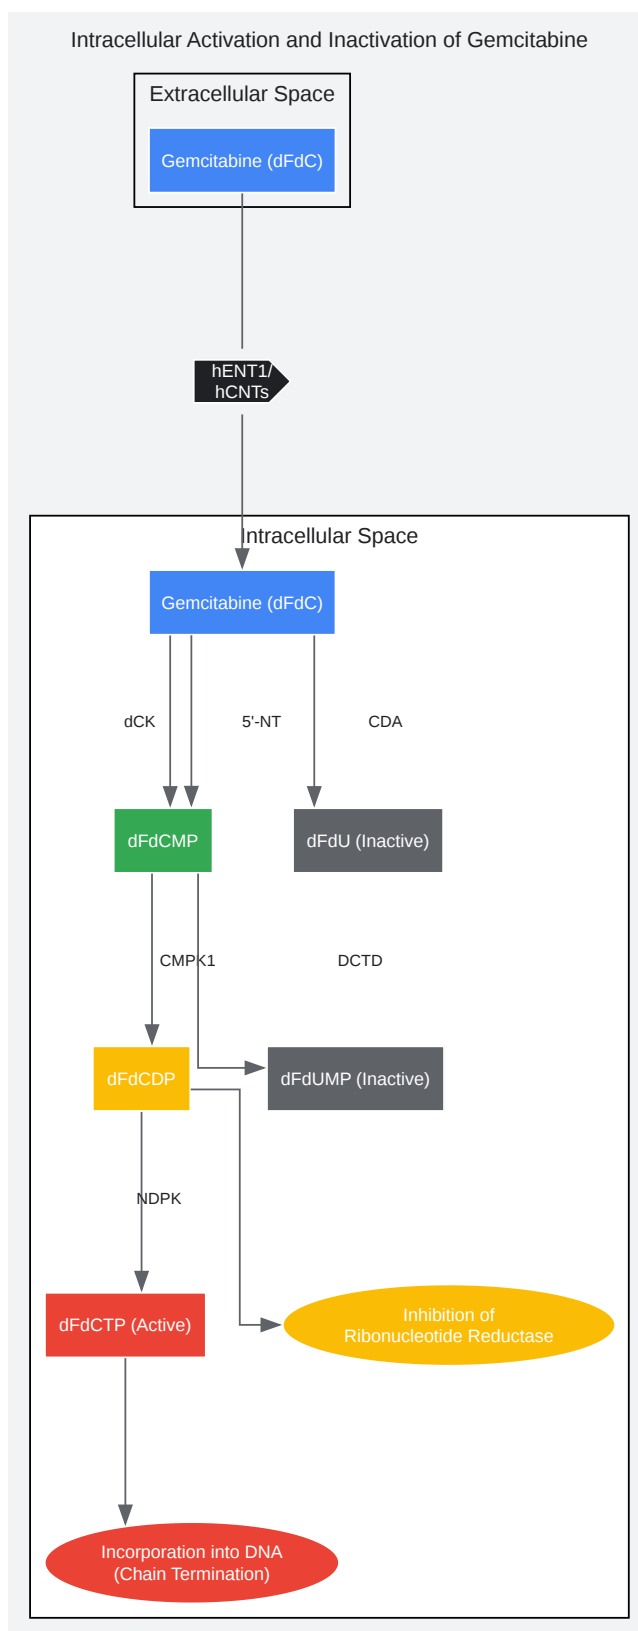 Intracellular Activation and Inactivation of Gemcitabine
Extracellular Space
Gemcitabine (dFdC)
hENT1/
hCNTs
Intracellular Space
Gemcitabine (dFdC)
dCK
5'-NT
CDA
dFdCMP
dFdU (Inactive)
CMPK1
DCTD
dFdCDP
dFdUMP (Inactive)
NDPK
dFdCTP (Active)
Inhibition of
Ribonucleotide Reductase
Incorporation into DNA
(Chain Termination)